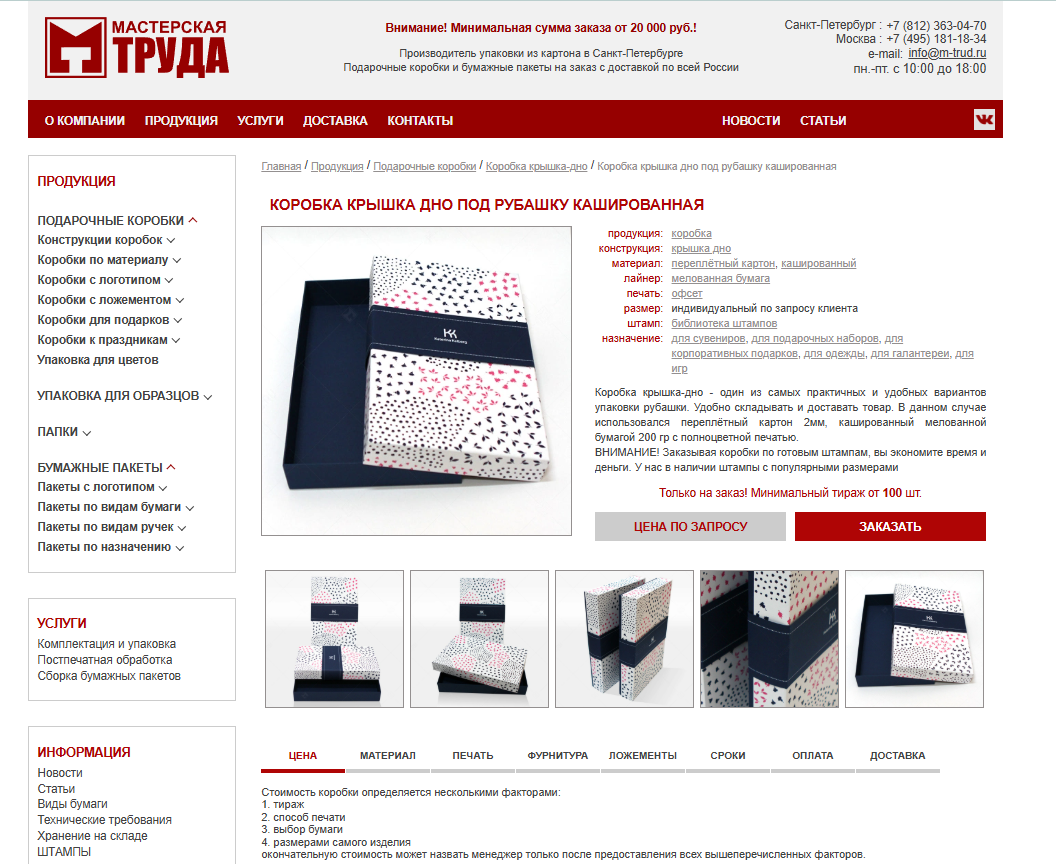 МАСТЕРСКАЯ
ТРУДА
Внимание! Минимальная сумма заказа от 20 000 руб.!
Производитель упаковки из картона в Санкт-Петербурге
Подарочные коробки и бумажные пакеты на заказ с доставкой по всей России
Санкт-Петербург : +7 (812) 363-04-70
Москва : +7 (495) 181-18-34
e-mail: info@m-trud.ru
пн.-пт. с 10:00 до 18:00
О КОМПАНИИ ПРОДУКЦИЯ УСЛУГИ ДОСТАВКА КОНТАКТЫ НОВОСТИ СТАТЬИ
ПРОДУКЦИЯ
ПОДАРОЧНЫЕ КОРОБКИ
Конструкции коробок
Коробки по материалу
Коробки с логотипом
Коробки с ложементом
Коробки для подарков
Коробки к праздникам
Упаковка для цветов
УПАКОВКА ДЛЯ ОБРАЗЦОВ
ПАПКИ
БУМАЖНЫЕ ПАКЕТЫ
Пакеты с логотипом
Пакеты по видам бумаги
Пакеты по видам ручек
Пакеты по назначению
УСЛУГИ
Комплектация и упаковка
Постпечатная обработка
Сборка бумажных пакетов
ИНФОРМАЦИЯ
Новости
Статьи
Виды бумаги
Технические требования
Хранение на складе
ШТАМПЫ
Главная / Продукция / Подарочные коробки / Коробка крышка-дно / Коробка крышка дно под рубашку кашированная
КОРОБКА КРЫШКА ДНО ПОД РУБАШКУ КАШИРОВАННАЯ
продукция: коробка
конструкция: крышка дно
материал: переплётный картон, кашированный
лайнер: мелованная бумага
печать: офсет
размер: индивидуальный по запросу клиента
штамп: библиотека штампов
назначение: для сувениров, для подарочных наборов, для
корпоративных подарков, для одежды, для галантереи, для
игр
Коробка крышка-дно - один из самых практичных и удобных вариантов
упаковки рубашки. Удобно складывать и доставать товар. В данном случае
использовался переплётный картон 2мм, кашированный мелованной
бумагой 200 гр с полноцветной печатью.
ВНИМАНИЕ! Заказывая коробки по готовым штампам, вы экономите время и
деньги. У нас в наличии штампы с популярными размерами
Только на заказ! Минимальный тираж от 100 шт.
ЦЕНА ПО ЗАПРОСУ ЗАКАЗАТЬ
ЦЕНА МАТЕРИАЛ ПЕЧАТЬ ФУРНИТУРА ЛОЖЕМЕНТЫ СРОКИ ОПЛАТА ДОСТАВКА
Стоимость коробки определяется несколькими факторами:
1. тираж
2. способ печати
3. выбор бумаги
4. размерами самого изделия
окончательную стоимость может назвать менеджер только после предоставления всех вышеперечисленных факторов.